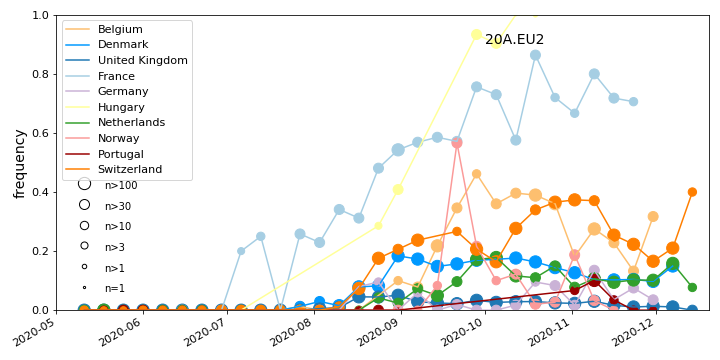 1.0
0.8
0.6
0.4
0.2
0.0
frequency
Belgium
Denmark
United Kingdom
France
Germany
Hungary
Netherlands
Norway
Portugal
Switzerland
n>100
n>30
n>10
n>3
n>1
n=1
20A.EU2
2020-05
2020-06
2020-07
2020-08
2020-09
2020-10
2020-11
2020-12